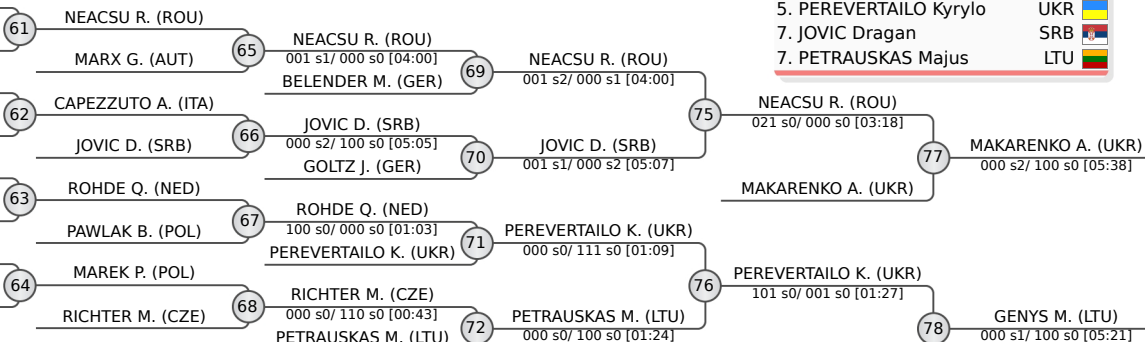 5. PEREVERTAILO Kyrylo UKR
7. JOVIC Dragan SRB
7. PETRAUSKAS Majus LTU
61
NEACSU R. (ROU)
MARX G. (AUT)
62
CAPEZZUTO A. (ITA)
JOVIC D. (SRB)
63
ROHDE Q. (NED)
PAWLAK B. (POL)
64
MAREK P. (POL)
RICHTER M. (CZE)
65
NEACSU R. (ROU)
001 s1/ 000 s0 [04:00]
BELENDER M. (GER)
66
JOVIC D. (SRB)
000 s2/ 100 s0 [05:05]
GOLTZ J. (GER)
67
ROHDE Q. (NED)
100 s0/ 000 s0 [01:03]
PEREVERTAILO K. (UKR)
68
RICHTER M. (CZE)
000 s0/ 110 s0 [00:43]
PETRAUSKAS M. (LTU)
69
NEACSU R. (ROU)
001 s2/ 000 s1 [04:00]
70
JOVIC D. (SRB)
001 s1/ 000 s2 [05:07]
71
PEREVERTAILO K. (UKR)
000 s0/ 111 s0 [01:09]
72
PETRAUSKAS M. (LTU)
000 s0/ 100 s0 [01:24]
75
NEACSU R. (ROU)
021 s0/ 000 s0 [03:18]
MAKARENKO A. (UKR)
76
PEREVERTAILO K. (UKR)
101 s0/ 001 s0 [01:27]
77
MAKARENKO A. (UKR)
000 s2/ 100 s0 [05:38]
78
GENYS M. (LTU)
000 s1/ 100 s0 [05:21]